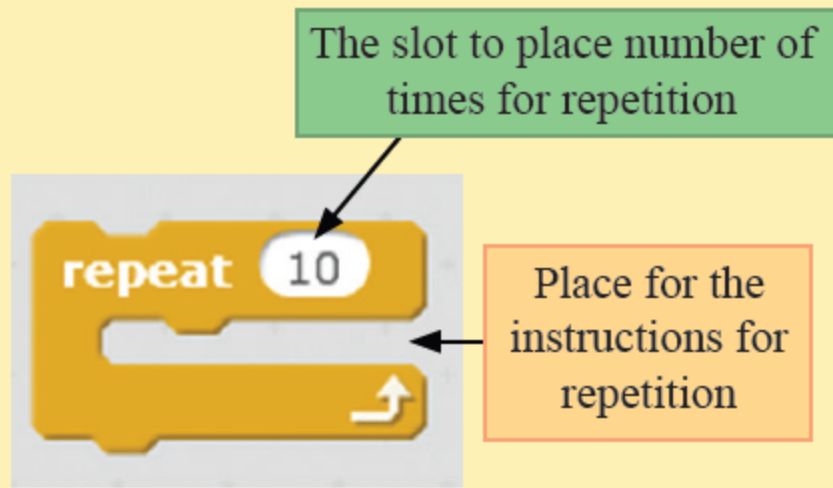 The slot to place number of
times for repetition
repeat 10
Place for the
instructions for
repetition